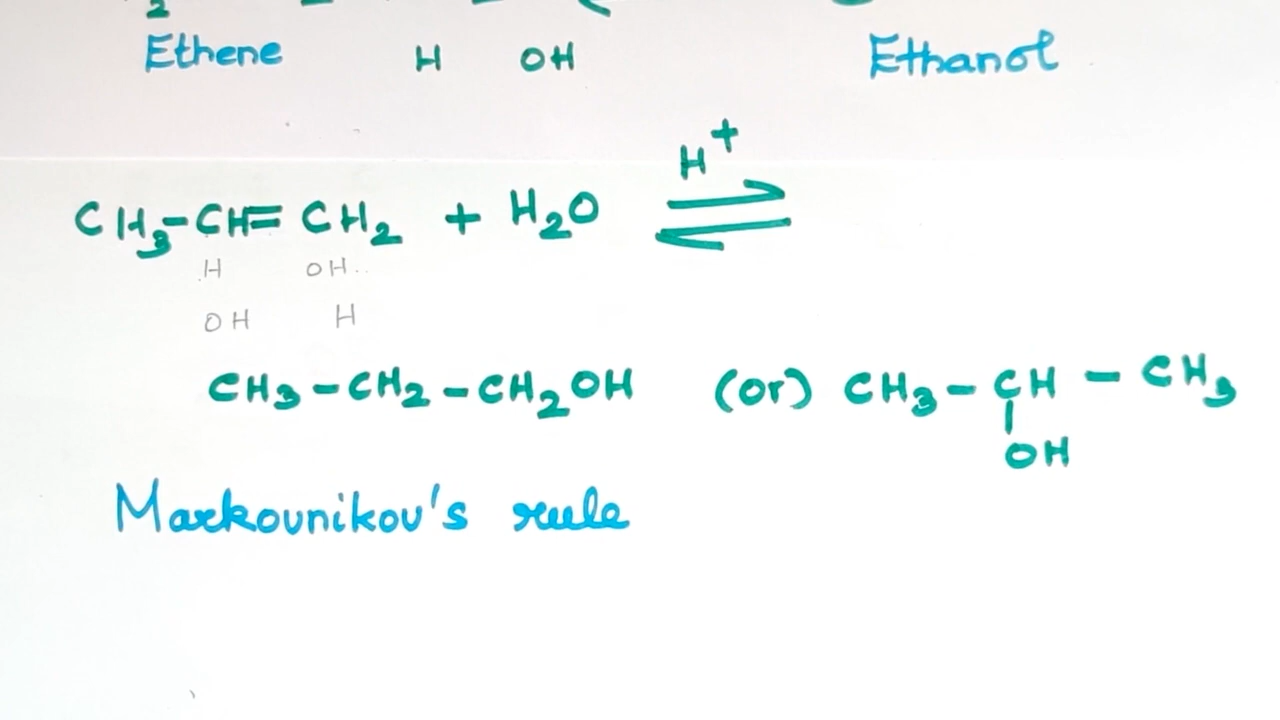 2
Ethene H OH Ethanol
H⁺
CH₃-CH=CH₂ + H₂O ⇌
H OH
OH H
CH₃-CH₂-CH₂OH (or) CH₃-CH-CH₃
OH
Markovnikov's rule